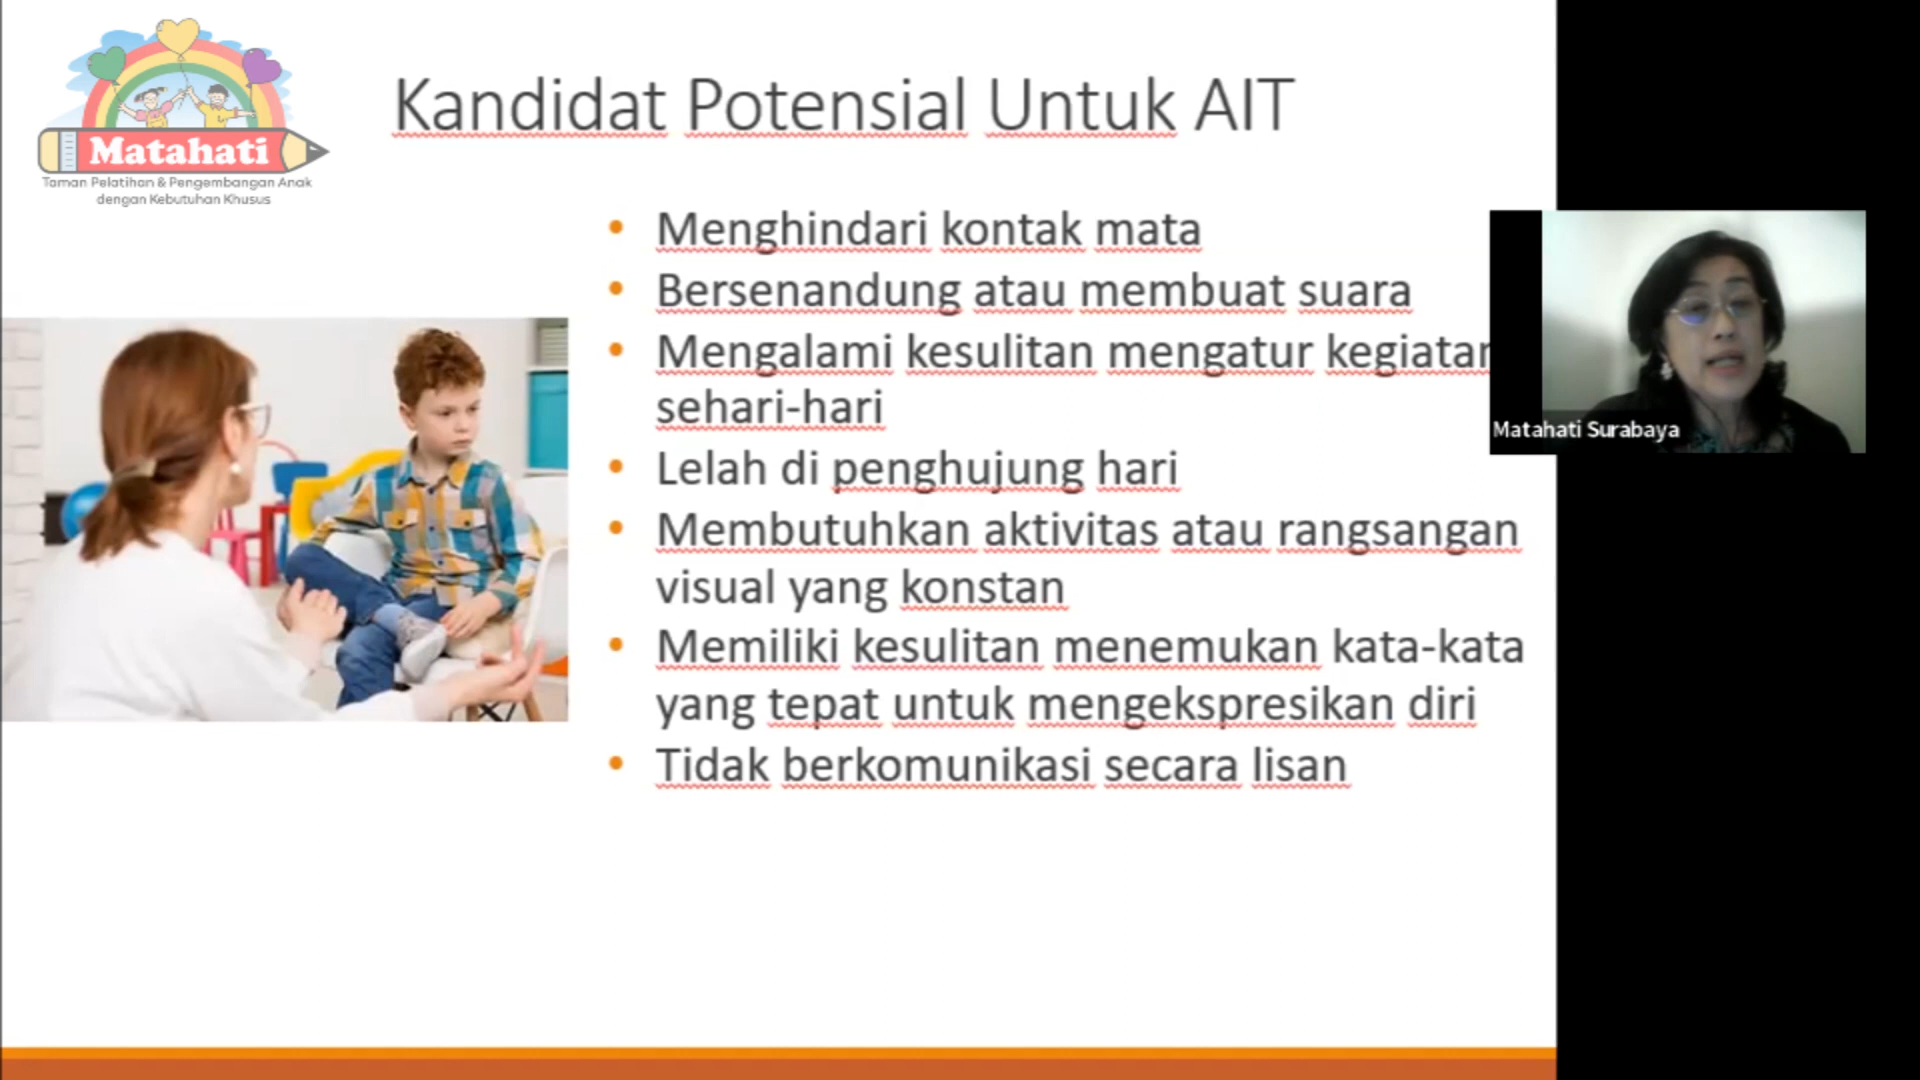 Matahati
Taman Pelatihan & Pengembangan Anak
dengan Kebutuhan Khusus
Kandidat Potensial Untuk AIT
• Menghindari kontak mata
• Bersenandung atau membuat suara
• Mengalami kesulitan mengatur kegiatan
sehari-hari
• Lelah di penghujung hari
• Membutuhkan aktivitas atau rangsangan
visual yang konstan
• Memiliki kesulitan menemukan kata-kata
yang tepat untuk mengekspresikan diri
• Tidak berkomunikasi secara lisan
Matahati Surabaya